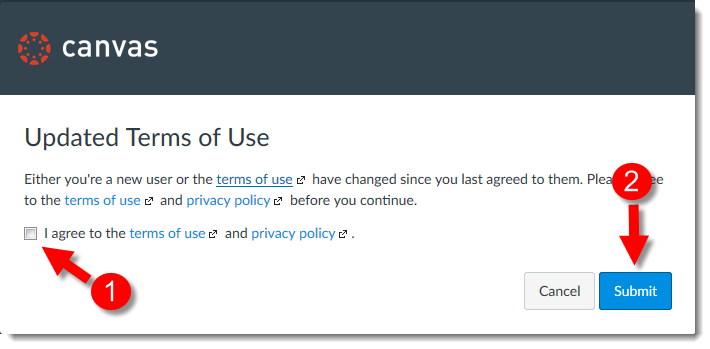 canvas
Updated Terms of Use
Either you're a new user or the terms of use have changed since you last agreed to them. Plea ee
to the terms of use and privacy policy before you continue.
I agree to the terms of use and privacy policy .
1
2
Cancel
Submit